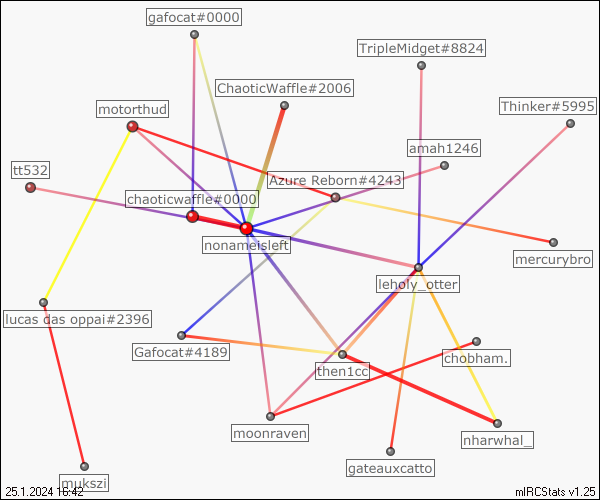 gafocat#0000
TripleMidget#8824
ChaoticWaffle#2006
motorthud
Thinker#5995
amah1246
tt532
Azure Reborn#4243
chaoticwaffle#0000
nonameisleft
mercurybro
leholy_otter
lucas das oppai#2396
Gafocat#4189
chobham.
then1cc
moonraven
nharwhal_
gateauxcatto
mukszi
25.1.2024 16:42
mIRCStats v1.25